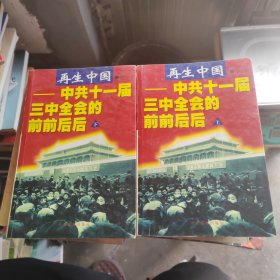 再生中国
——中共十一届
三中全会的
前前后后 下
再生中国
——中共十一届
三中全会的
前前后后 上